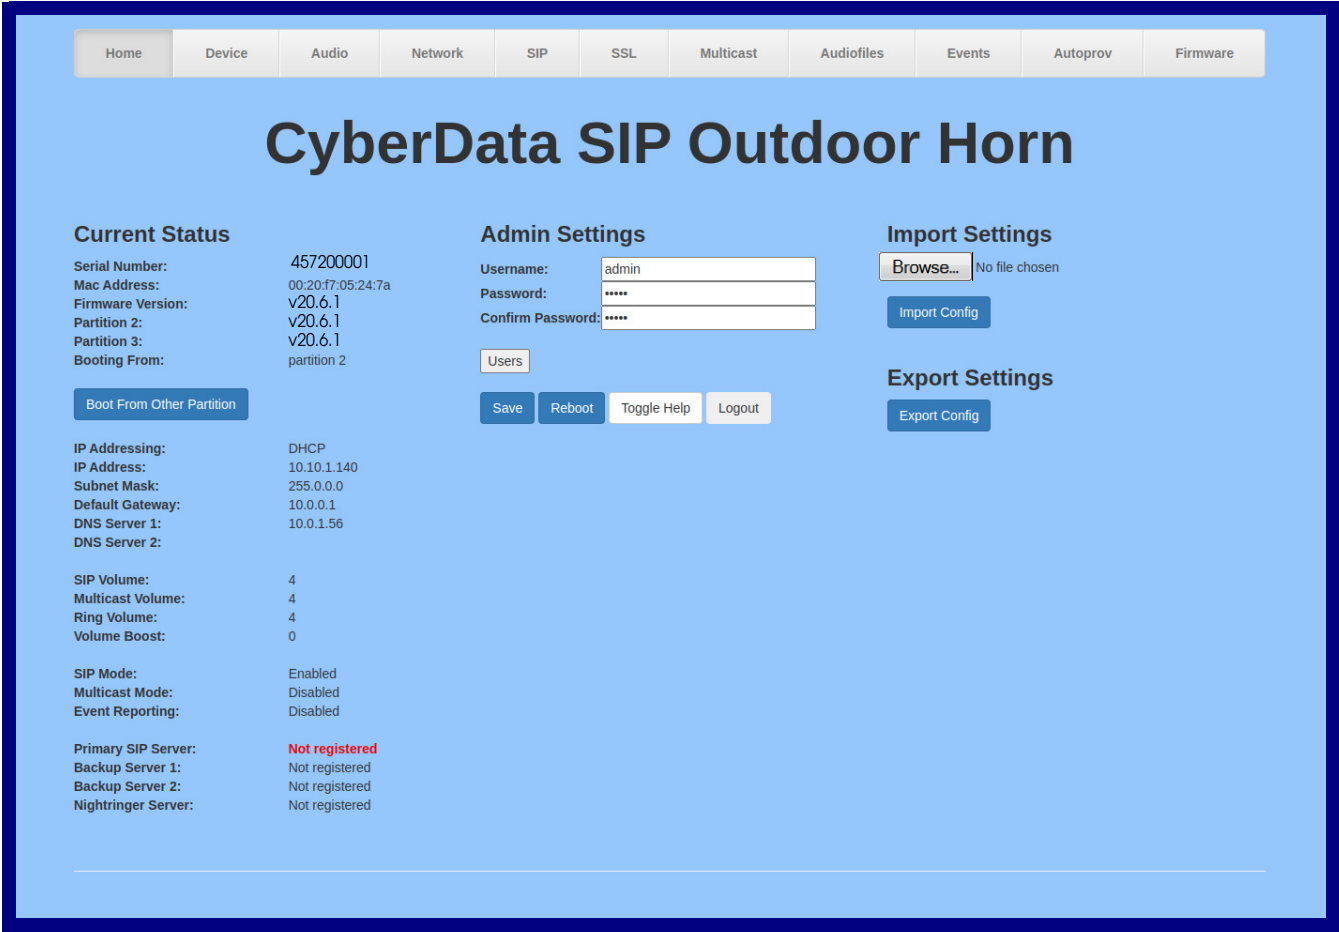 Home Device Audio Network SIP SSL Multicast Audiofiles Events Autoprov Firmware
CyberData SIP Outdoor Horn
Current Status
Serial Number: 457200001
Mac Address: 00:20:f7:05:24:7a
Firmware Version: v20.6.1
Partition 2: v20.6.1
Partition 3: v20.6.1
Booting From: partition 2
Boot From Other Partition
IP Addressing: DHCP
IP Address: 10.10.1.140
Subnet Mask: 255.0.0.0
Default Gateway: 10.0.0.1
DNS Server 1: 10.0.1.56
DNS Server 2:
SIP Volume: 4
Multicast Volume: 4
Ring Volume: 4
Volume Boost: 0
SIP Mode: Enabled
Multicast Mode: Disabled
Event Reporting: Disabled
Primary SIP Server: Not registered
Backup Server 1: Not registered
Backup Server 2: Not registered
Nightringer Server: Not registered
Admin Settings
Username: admin
Password: •••••
Confirm Password: •••••
Users
Save Reboot Toggle Help Logout
Import Settings
Browse... No file chosen
Import Config
Export Settings
Export Config